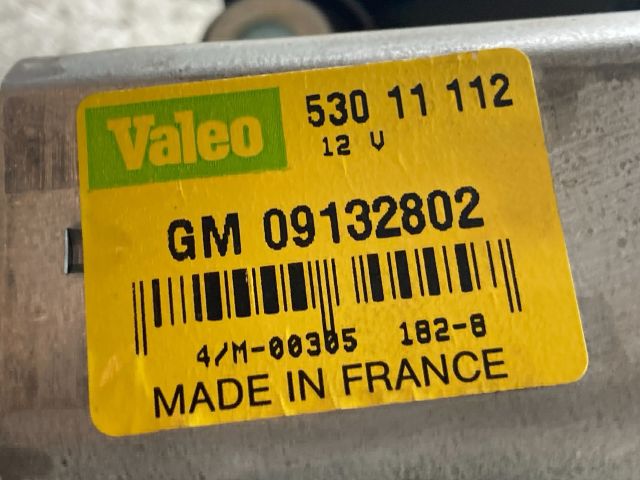 Valeo 530 11 112
12 V
GM 09132802
4/M-00305 182-8
MADE IN FRANCE